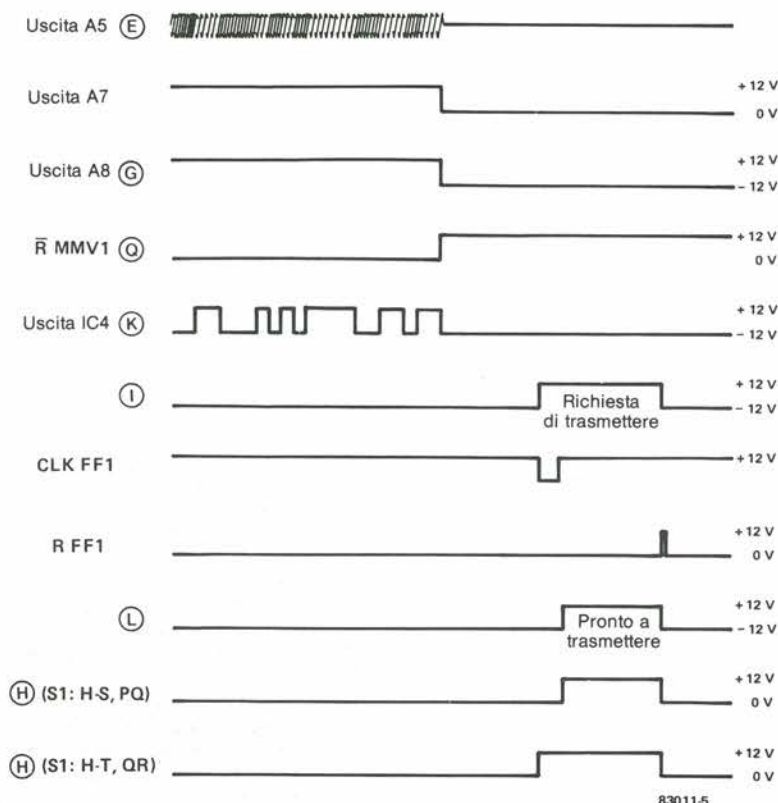 Uscita A5 Ⓔ
Uscita A7
+ 12 V
0 V
Uscita A8 Ⓖ
+ 12 V
− 12 V
R̅ MMV1 Ⓠ
+ 12 V
0 V
Uscita IC4 Ⓚ
+ 12 V
− 12 V
Ⓘ
Richiesta
di trasmettere
+ 12 V
− 12 V
CLK FF1
+ 12 V
R FF1
+ 12 V
0 V
Ⓛ
Pronto a
trasmettere
+ 12 V
− 12 V
Ⓗ (S1: H-S, PQ)
+ 12 V
0 V
Ⓗ (S1: H-T, QR)
+ 12 V
0 V
83011-5